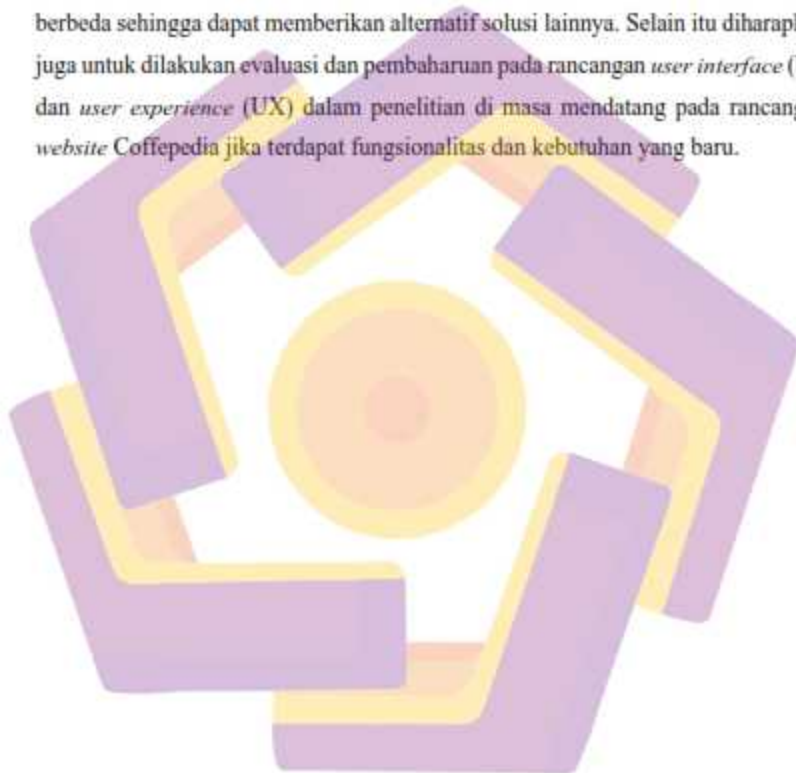 berbeda sehingga dapat memberikan alternatif solusi lainnya. Selain itu
juga untuk dilakukan evaluasi dan pembaharuan pada rancangan user interface
dan user experience (UX) dalam penelitian di masa mendatang pada
website Coffepedia jika terdapat fungsionalitas dan kebutuhan yang baru.